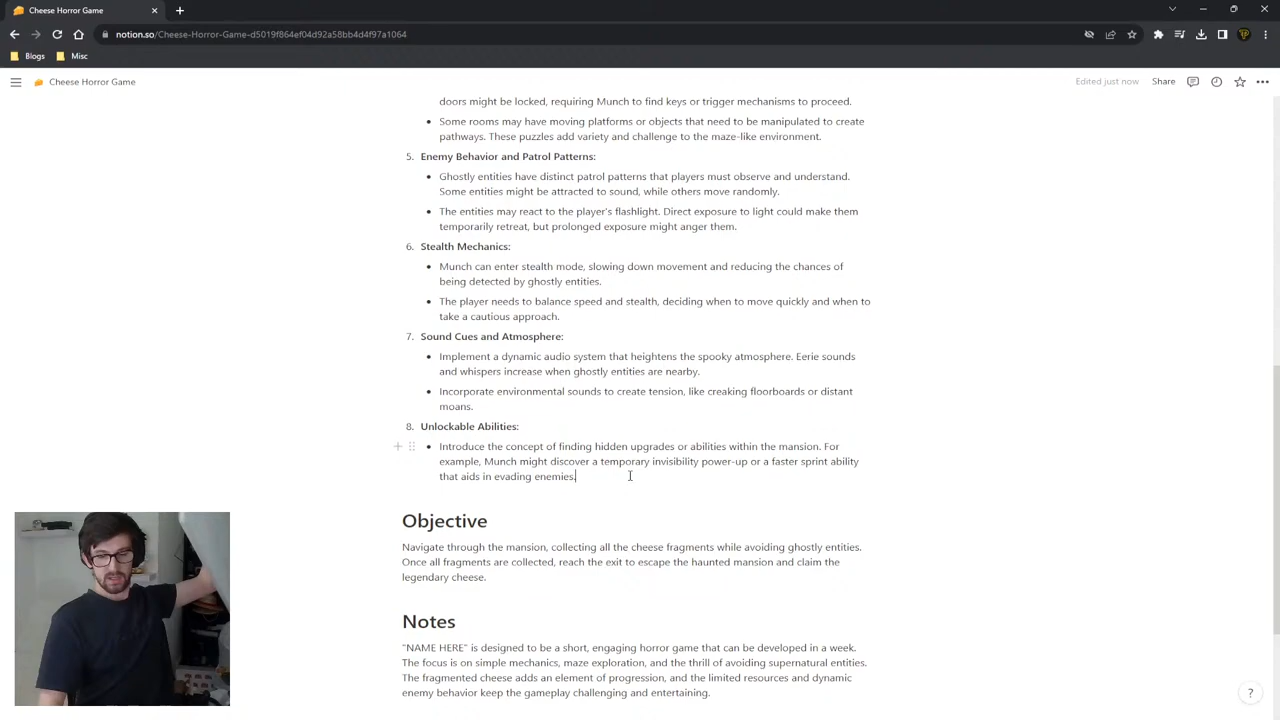 Cheese Horror Game
notion.so/Cheese-Horror-Game-d5019f864ef04d92a58bb4d4f97a1064
Blogs
Misc
Cheese Horror Game
Edited just now
Share
doors might be locked, requiring Munch to find keys or trigger mechanisms to proceed.
• Some rooms may have moving platforms or objects that need to be manipulated to create
pathways. These puzzles add variety and challenge to the maze-like environment.
5. Enemy Behavior and Patrol Patterns:
• Ghostly entities have distinct patrol patterns that players must observe and understand.
Some entities might be attracted to sound, while others move randomly.
• The entities may react to the player's flashlight. Direct exposure to light could make them
temporarily retreat, but prolonged exposure might anger them.
6. Stealth Mechanics:
• Munch can enter stealth mode, slowing down movement and reducing the chances of
being detected by ghostly entities.
• The player needs to balance speed and stealth, deciding when to move quickly and when to
take a cautious approach.
7. Sound Cues and Atmosphere:
• Implement a dynamic audio system that heightens the spooky atmosphere. Eerie sounds
and whispers increase when ghostly entities are nearby.
• Incorporate environmental sounds to create tension, like creaking floorboards or distant
moans.
8. Unlockable Abilities:
• Introduce the concept of finding hidden upgrades or abilities within the mansion. For
example, Munch might discover a temporary invisibility power-up or a faster sprint ability
that aids in evading enemies.
Objective
Navigate through the mansion, collecting all the cheese fragments while avoiding ghostly entities.
Once all fragments are collected, reach the exit to escape the haunted mansion and claim the
legendary cheese.
Notes
"NAME HERE" is designed to be a short, engaging horror game that can be developed in a week.
The focus is on simple mechanics, maze exploration, and the thrill of avoiding supernatural entities.
The fragmented cheese adds an element of progression, and the limited resources and dynamic
enemy behavior keep the gameplay challenging and entertaining.